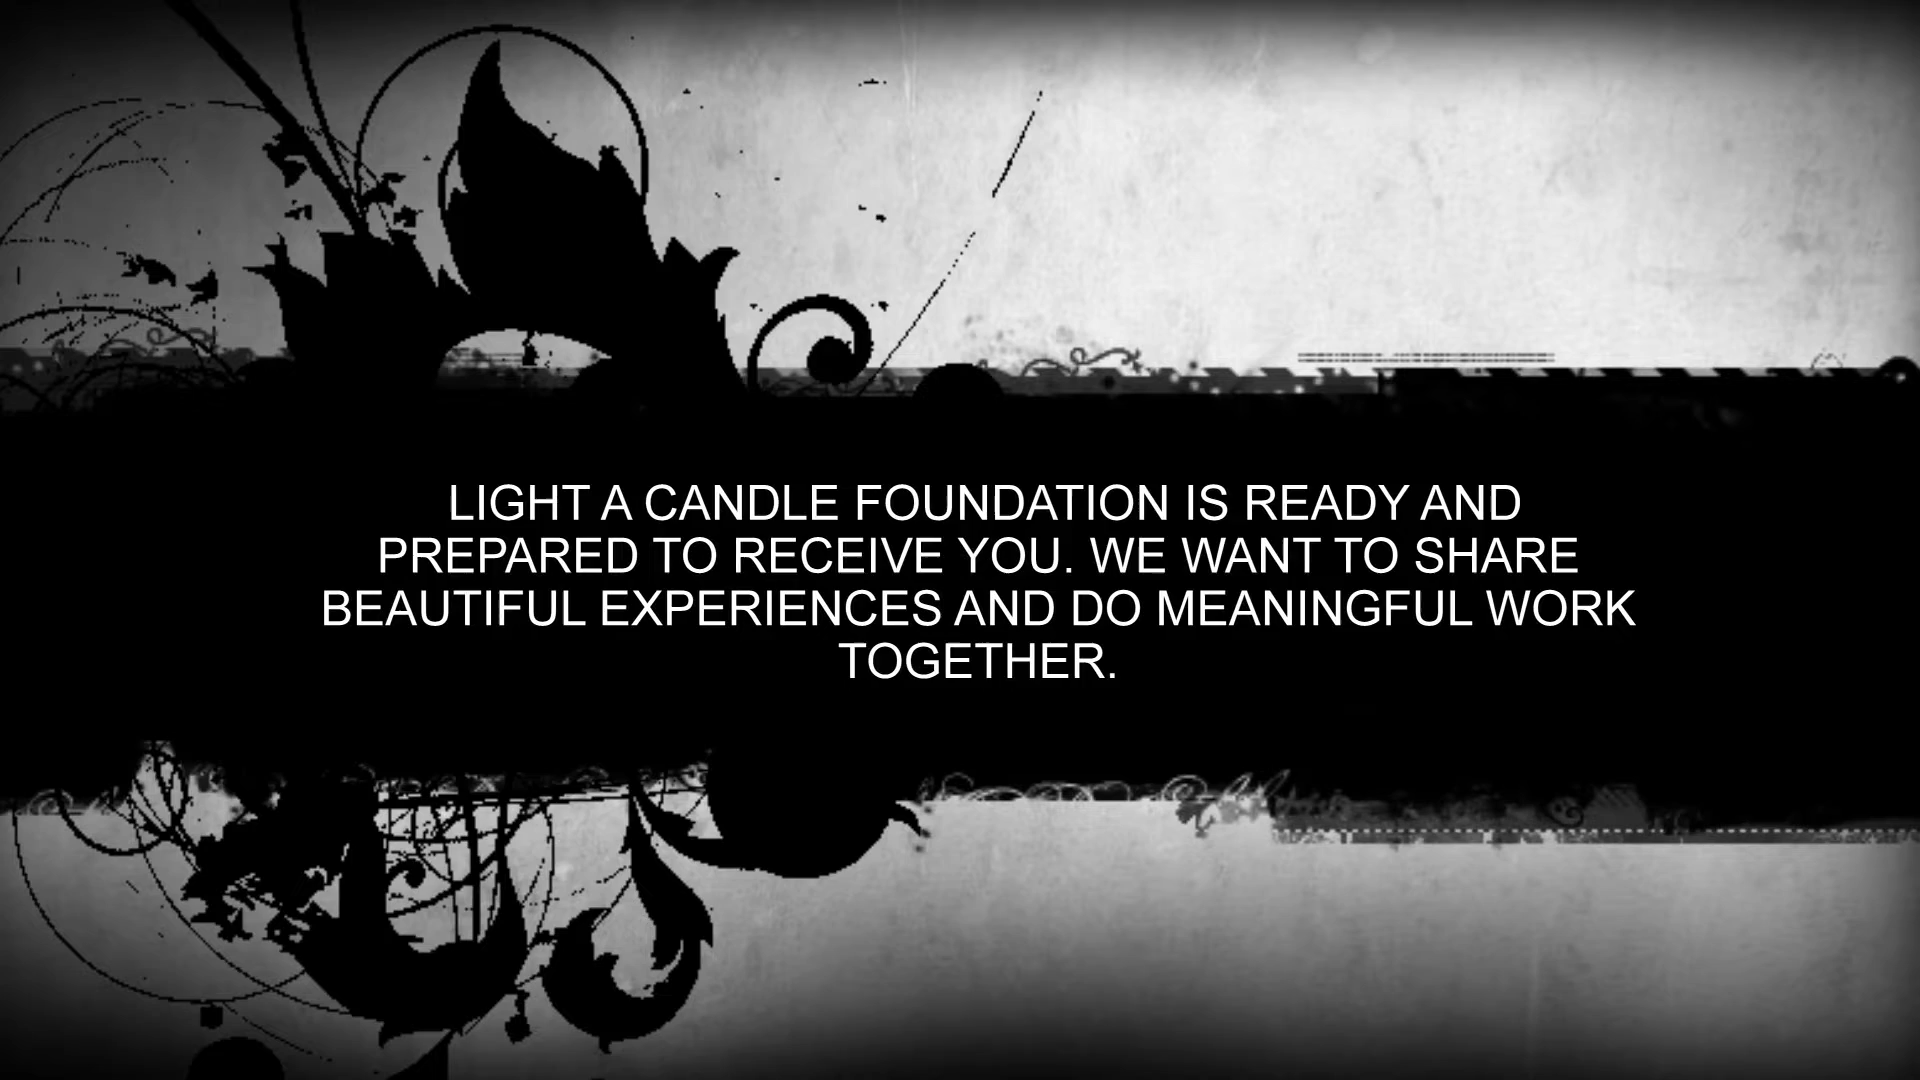 LIGHT A CANDLE FOUNDATION IS READY AND
PREPARED TO RECEIVE YOU. WE WANT TO SHARE
BEAUTIFUL EXPERIENCES AND DO MEANINGFUL WORK
TOGETHER.